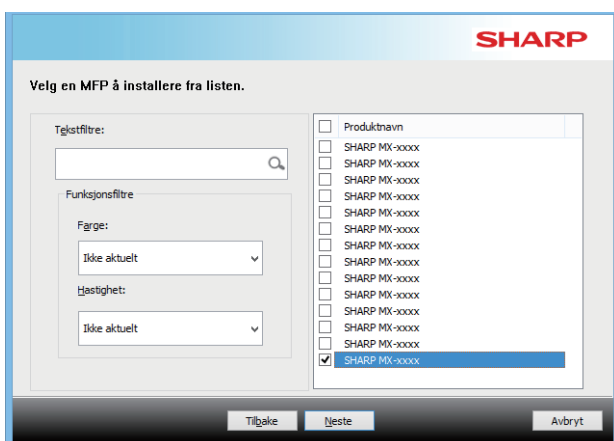 SHARP
Velg en MFP å installere fra listen.
Tekstfiltre:
Funksjonsfiltre
Farge:
Ikke aktuelt
Hastighet:
Ikke aktuelt
Produktnavn
SHARP MX-xxxx
SHARP MX-xxxx
SHARP MX-xxxx
SHARP MX-xxxx
SHARP MX-xxxx
SHARP MX-xxxx
SHARP MX-xxxx
SHARP MX-xxxx
SHARP MX-xxxx
SHARP MX-xxxx
SHARP MX-xxxx
SHARP MX-xxxx
SHARP MX-xxxx
SHARP MX-xxxx
Tilbake Neste Avbryt